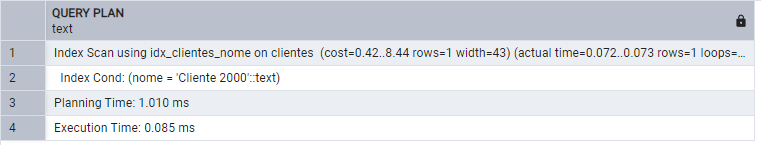 QUERY PLAN
text
1 Index Scan using idx_clientes_nome on clientes (cost=0.42..8.44 rows=1 width=43) (actual time=0.072..0.073 rows=1 loops=...
2 Index Cond: (nome = 'Cliente 2000'::text)
3 Planning Time: 1.010 ms
4 Execution Time: 0.085 ms